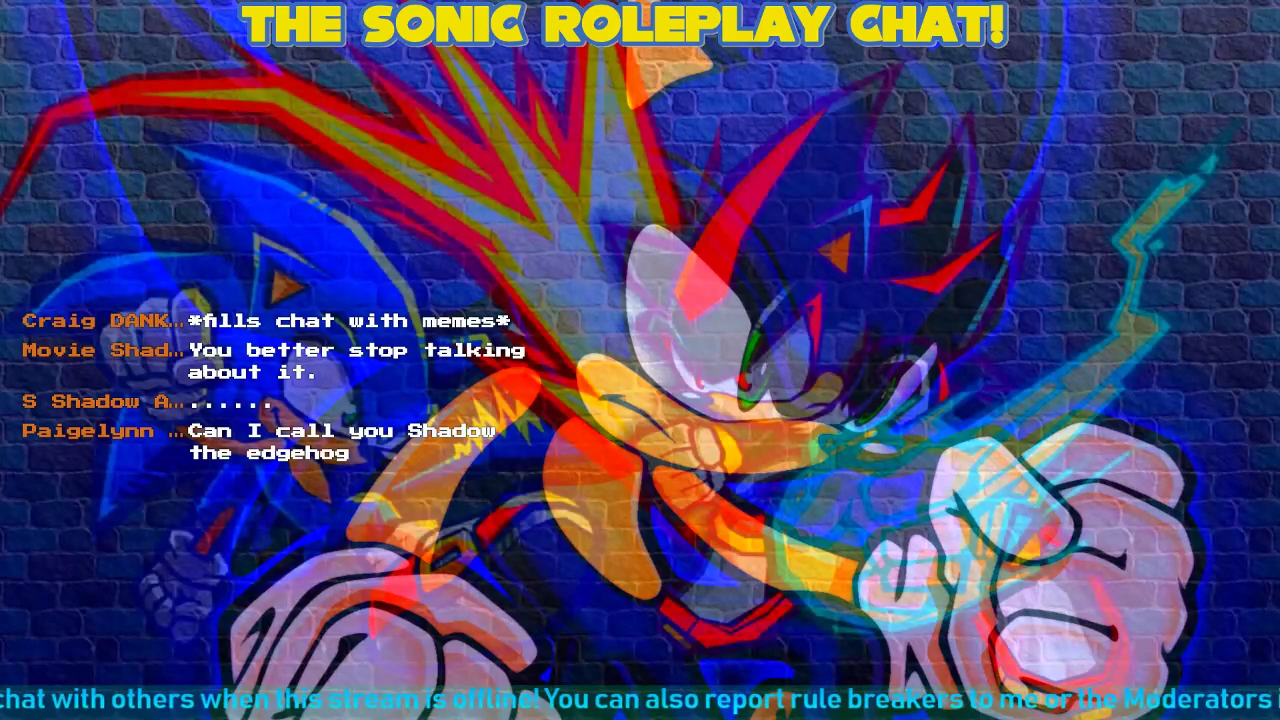 THE SONIC ROLEPLAY CHAT!
Craig DANK… *fills chat with memes*
Movie Shad… You better stop talking
about it.
S Shadow A… ......
Paigelynn … Can I call you Shadow
the edgehog
chat with others when this stream is offline! You can also report rule breakers to me or the Moderators